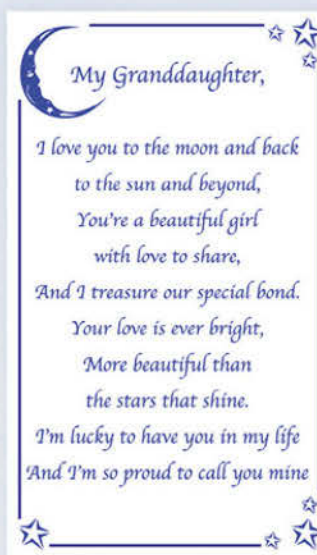 My Granddaughter,
I love you to the moon and back
to the sun and beyond,
You're a beautiful girl
with love to share,
And I treasure our special bond.
Your love is ever bright,
More beautiful than
the stars that shine.
I'm lucky to have you in my life
And I'm so proud to call you mine